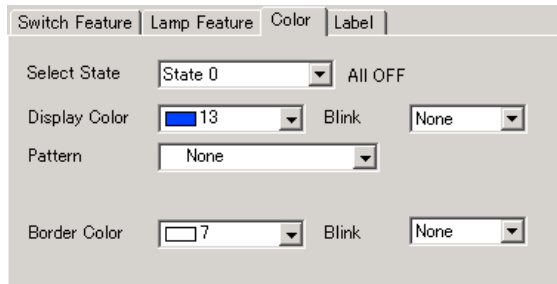 Switch Feature Lamp Feature Color Label
Select State State 0 All OFF
Display Color 13 Blink None
Pattern None
Border Color 7 Blink None